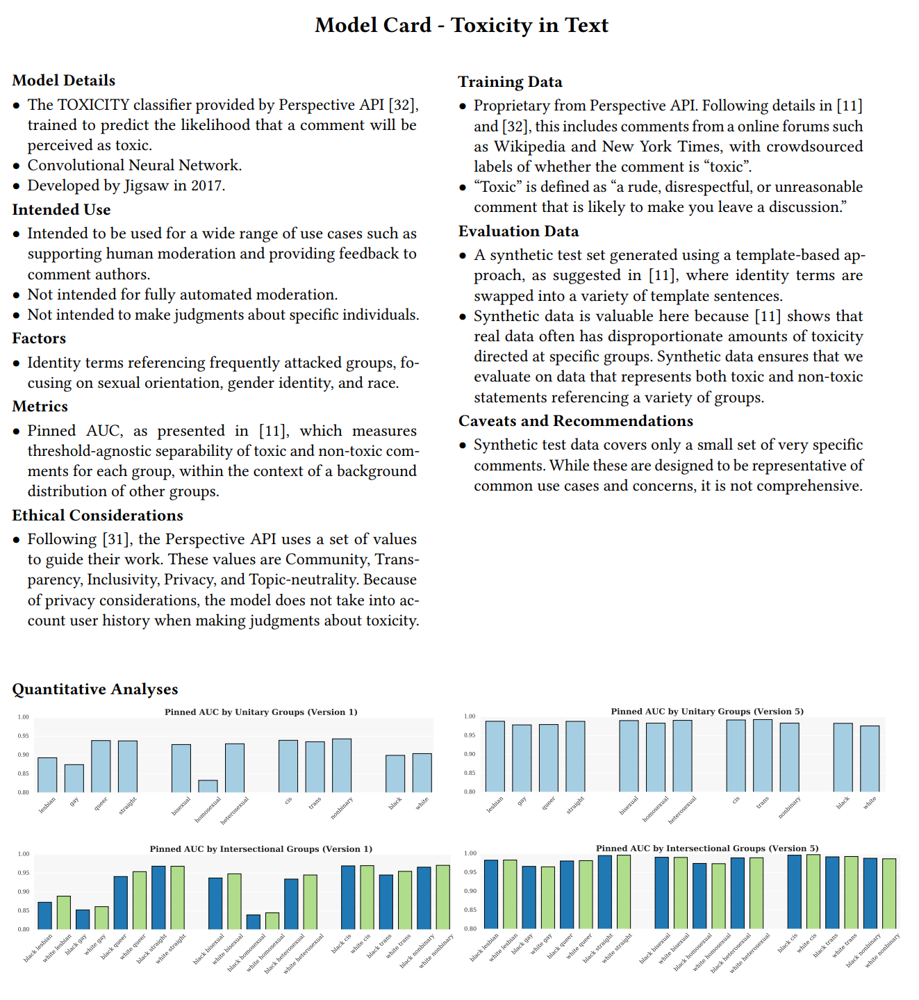 Model Card - Toxicity in Text
Model Details
● The TOXICITY classifier provided by Perspective API [32],
trained to predict the likelihood that a comment will be
perceived as toxic.
● Convolutional Neural Network.
● Developed by Jigsaw in 2017.
Intended Use
● Intended to be used for a wide range of use cases such as
supporting human moderation and providing feedback to
comment authors.
● Not intended for fully automated moderation.
● Not intended to make judgments about specific individuals.
Factors
● Identity terms referencing frequently attacked groups, fo-
cusing on sexual orientation, gender identity, and race.
Metrics
● Pinned AUC, as presented in [11], which measures
threshold-agnostic separability of toxic and non-toxic com-
ments for each group, within the context of a background
distribution of other groups.
Ethical Considerations
● Following [31], the Perspective API uses a set of values
to guide their work. These values are Community, Trans-
parency, Inclusivity, Privacy, and Topic-neutrality. Because
of privacy considerations, the model does not take into ac-
count user history when making judgments about toxicity.
Training Data
● Proprietary from Perspective API. Following details in [11]
and [32], this includes comments from a online forums such
as Wikipedia and New York Times, with crowdsourced
labels of whether the comment is “toxic”.
● “Toxic” is defined as “a rude, disrespectful, or unreasonable
comment that is likely to make you leave a discussion.”
Evaluation Data
● A synthetic test set generated using a template-based ap-
proach, as suggested in [11], where identity terms are
swapped into a variety of template sentences.
● Synthetic data is valuable here because [11] shows that
real data often has disproportionate amounts of toxicity
directed at specific groups. Synthetic data ensures that we
evaluate on data that represents both toxic and non-toxic
statements referencing a variety of groups.
Caveats and Recommendations
● Synthetic test data covers only a small set of very specific
comments. While these are designed to be representative of
common use cases and concerns, it is not comprehensive.
Quantitative Analyses
Pinned AUC by Unitary Groups (Version 1)
1.00
0.95
0.90
0.85
0.80
lesbian
gay
queer
straight
bisexual
homosexual
heterosexual
cis
trans
nonbinary
black
white
Pinned AUC by Unitary Groups (Version 5)
1.00
0.95
0.90
0.85
0.80
lesbian
gay
queer
straight
bisexual
homosexual
heterosexual
cis
trans
nonbinary
black
white
Pinned AUC by Intersectional Groups (Version 1)
1.00
0.95
0.90
0.85
0.80
black lesbian
white lesbian
black gay
white gay
black queer
white queer
black straight
white straight
black bisexual
white bisexual
black homosexual
white homosexual
black heterosexual
white heterosexual
black cis
white cis
black trans
white trans
black nonbinary
white nonbinary
Pinned AUC by Intersectional Groups (Version 5)
1.00
0.95
0.90
0.85
0.80
black lesbian
white lesbian
black gay
white gay
black queer
white queer
black straight
white straight
black bisexual
white bisexual
black homosexual
white homosexual
black heterosexual
white heterosexual
black cis
white cis
black trans
white trans
black nonbinary
white nonbinary